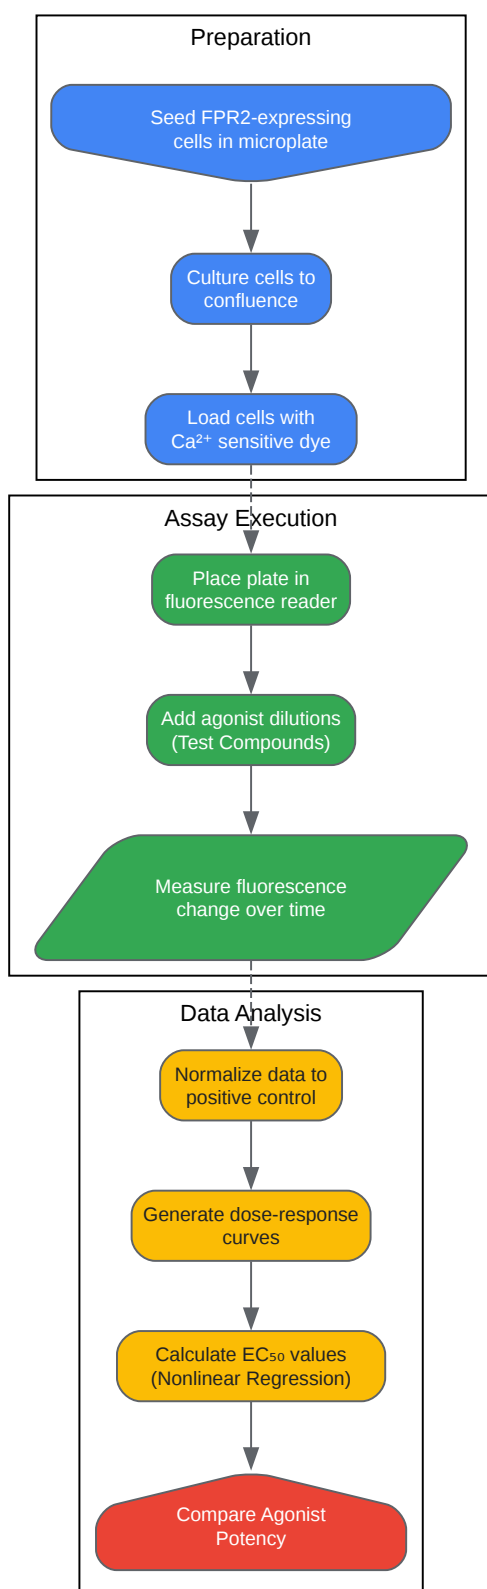 Preparation
Seed FPR2-expressing
cells in microplate
Culture cells to
confluence
Load cells with
Ca²⁺ sensitive dye
Assay Execution
Place plate in
fluorescence reader
Add agonist dilutions
(Test Compounds)
Measure fluorescence
change over time
Data Analysis
Normalize data to
positive control
Generate dose-response
curves
Calculate EC₅₀ values
(Nonlinear Regression)
Compare Agonist
Potency